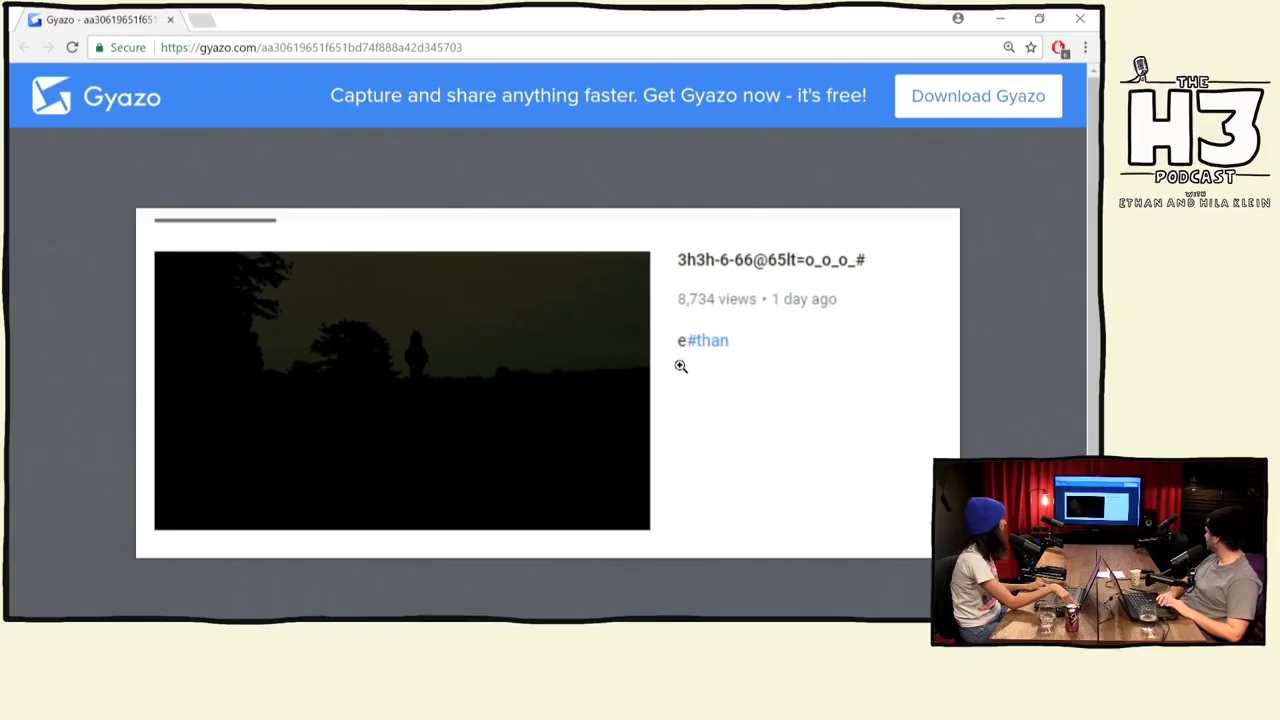 Gyazo - aa30619651f651
Secure
https://gyazo.com/aa30619651f651bd74f888a42d345703
Gyazo
Capture and share anything faster. Get Gyazo now - it's free!
Download Gyazo
3h3h-6-66@65lt=o_o_o_#
8,734 views • 1 day ago
e#than
THE
H3
PODCAST
WITH
ETHAN AND HILA KLEIN